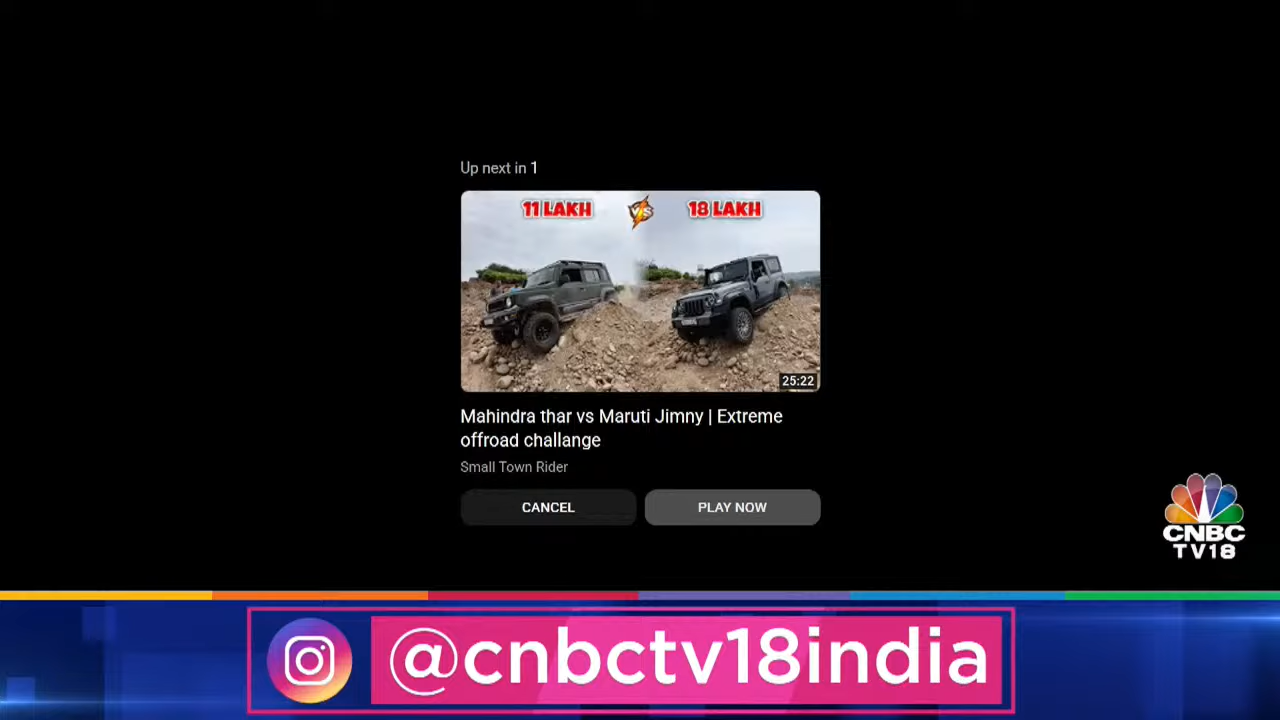 Up next in 1
11 LAKH VS 18 LAKH
25:22
Mahindra thar vs Maruti Jimny | Extreme
offroad challange
Small Town Rider
CANCEL PLAY NOW
CNBC
TV18
@cnbctv18india